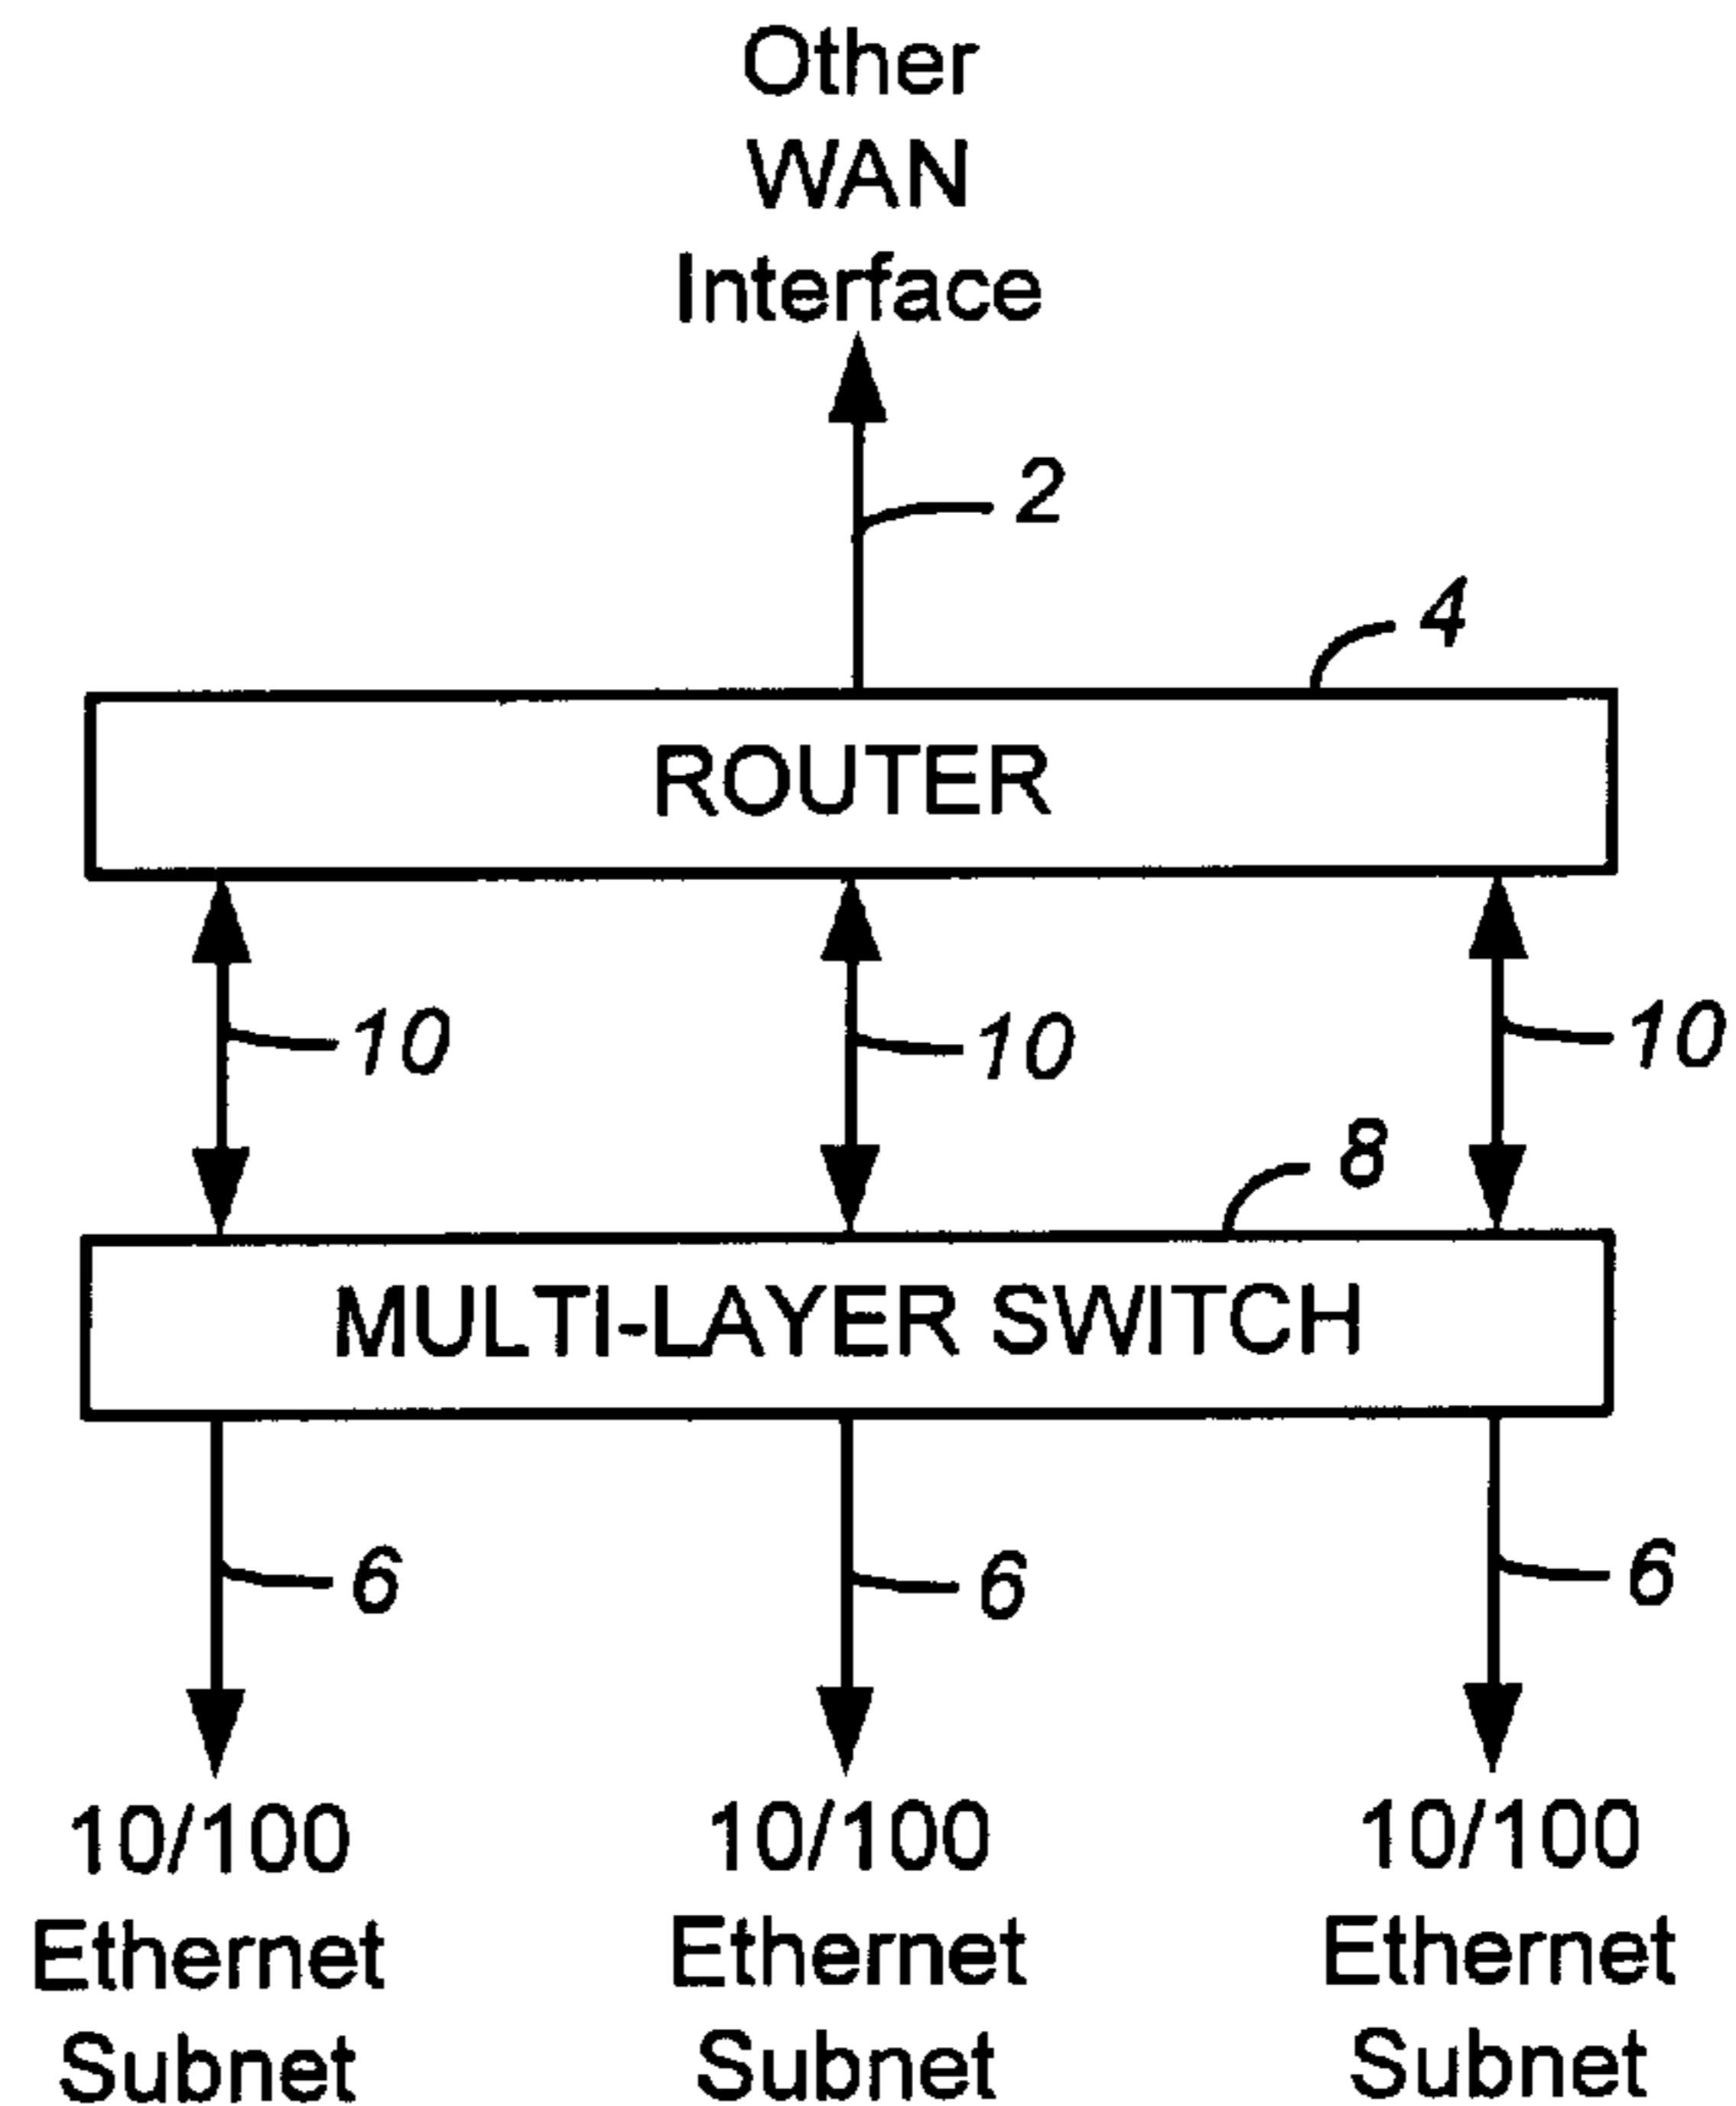 Other
WAN
Interface
2
4
ROUTER
10 10 10
8
MULTI-LAYER SWITCH
6 6 6
10/100 10/100 10/100
Ethernet Ethernet Ethernet
Subnet Subnet Subnet